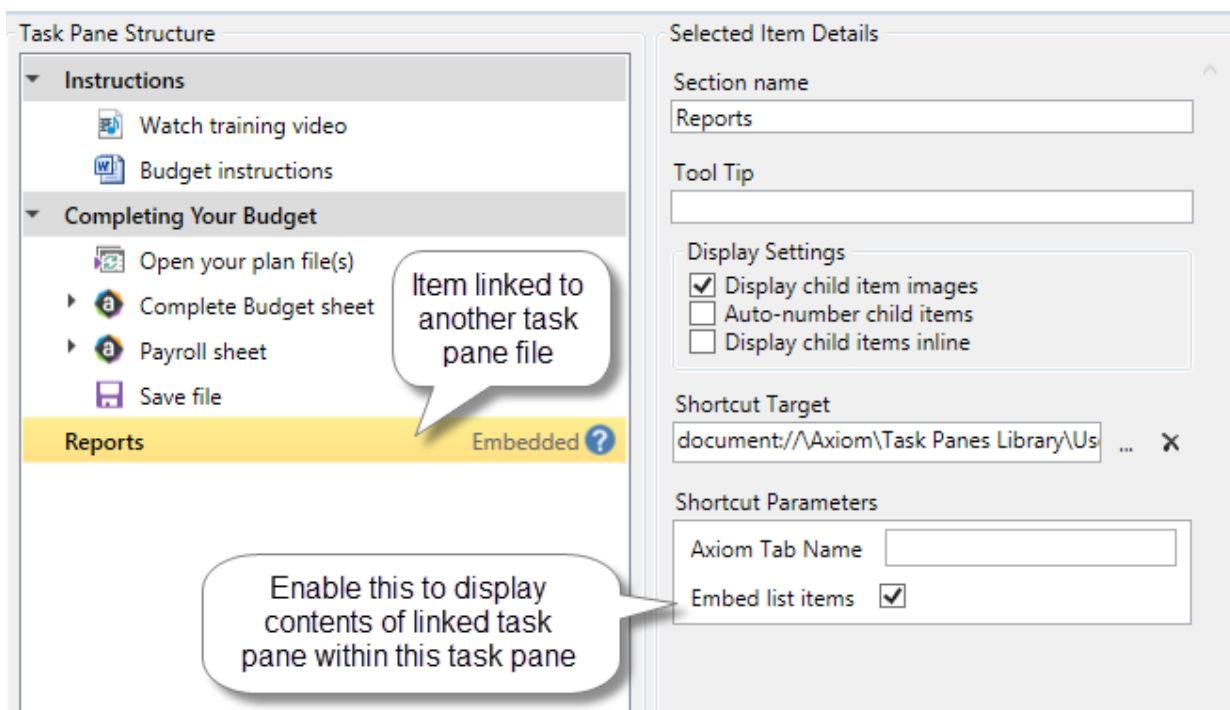 Task Pane Structure
Instructions
Watch training video
Budget instructions
Completing Your Budget
Open your plan file(s)
Complete Budget sheet
Payroll sheet
Save file
Reports Embedded ?
Item linked to
another task
pane file
Enable this to display
contents of linked task
pane within this task pane
Selected Item Details
Section name
Reports
Tool Tip
Display Settings
Display child item images
Auto-number child items
Display child items inline
Shortcut Target
document://\Axiom\Task Panes Library\Us ...
Shortcut Parameters
Axiom Tab Name
Embed list items